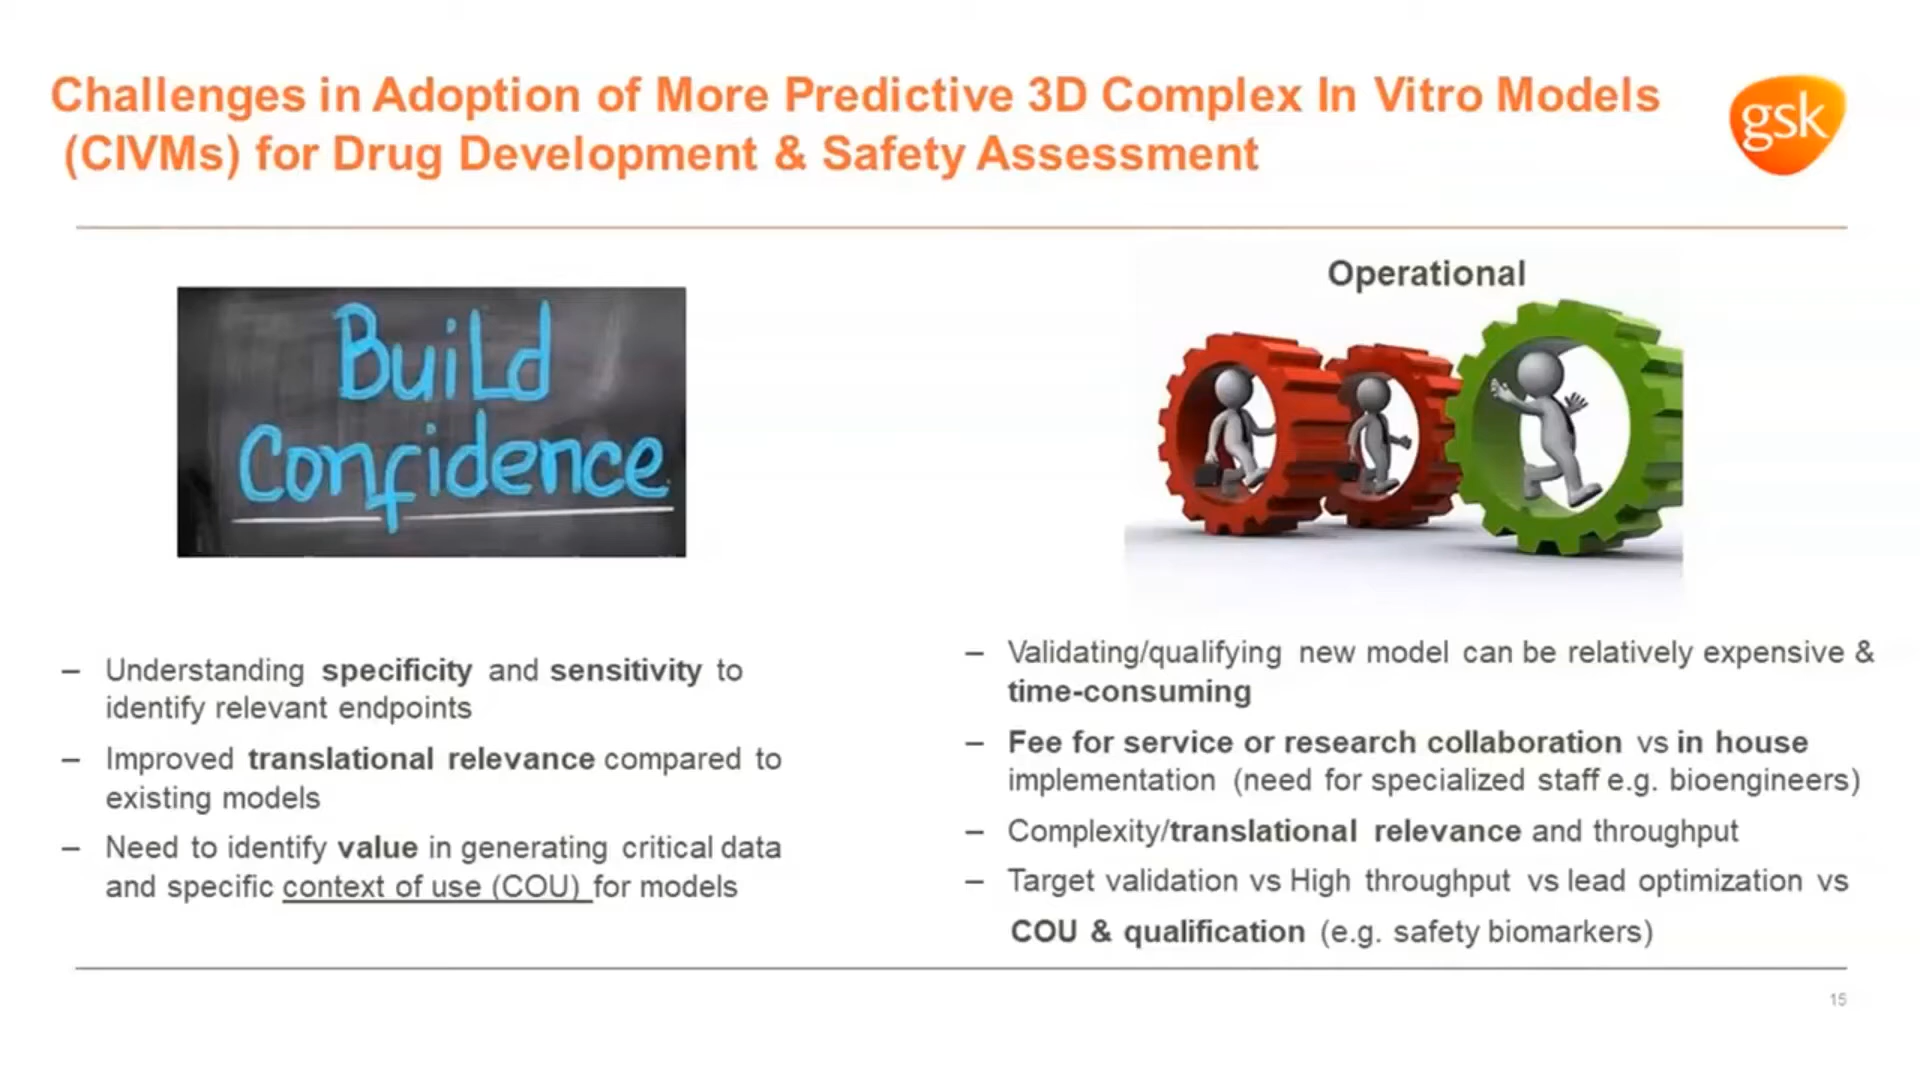 Challenges in Adoption of More Predictive 3D Complex In Vitro Models
(CIVMs) for Drug Development & Safety Assessment
gsk
Build
Confidence
– Understanding specificity and sensitivity to
identify relevant endpoints
– Improved translational relevance compared to
existing models
– Need to identify value in generating critical data
and specific context of use (COU) for models
Operational
– Validating/qualifying new model can be relatively expensive &
time-consuming
– Fee for service or research collaboration vs in house
implementation (need for specialized staff e.g. bioengineers)
– Complexity/translational relevance and throughput
– Target validation vs High throughput vs lead optimization vs
COU & qualification (e.g. safety biomarkers)
15